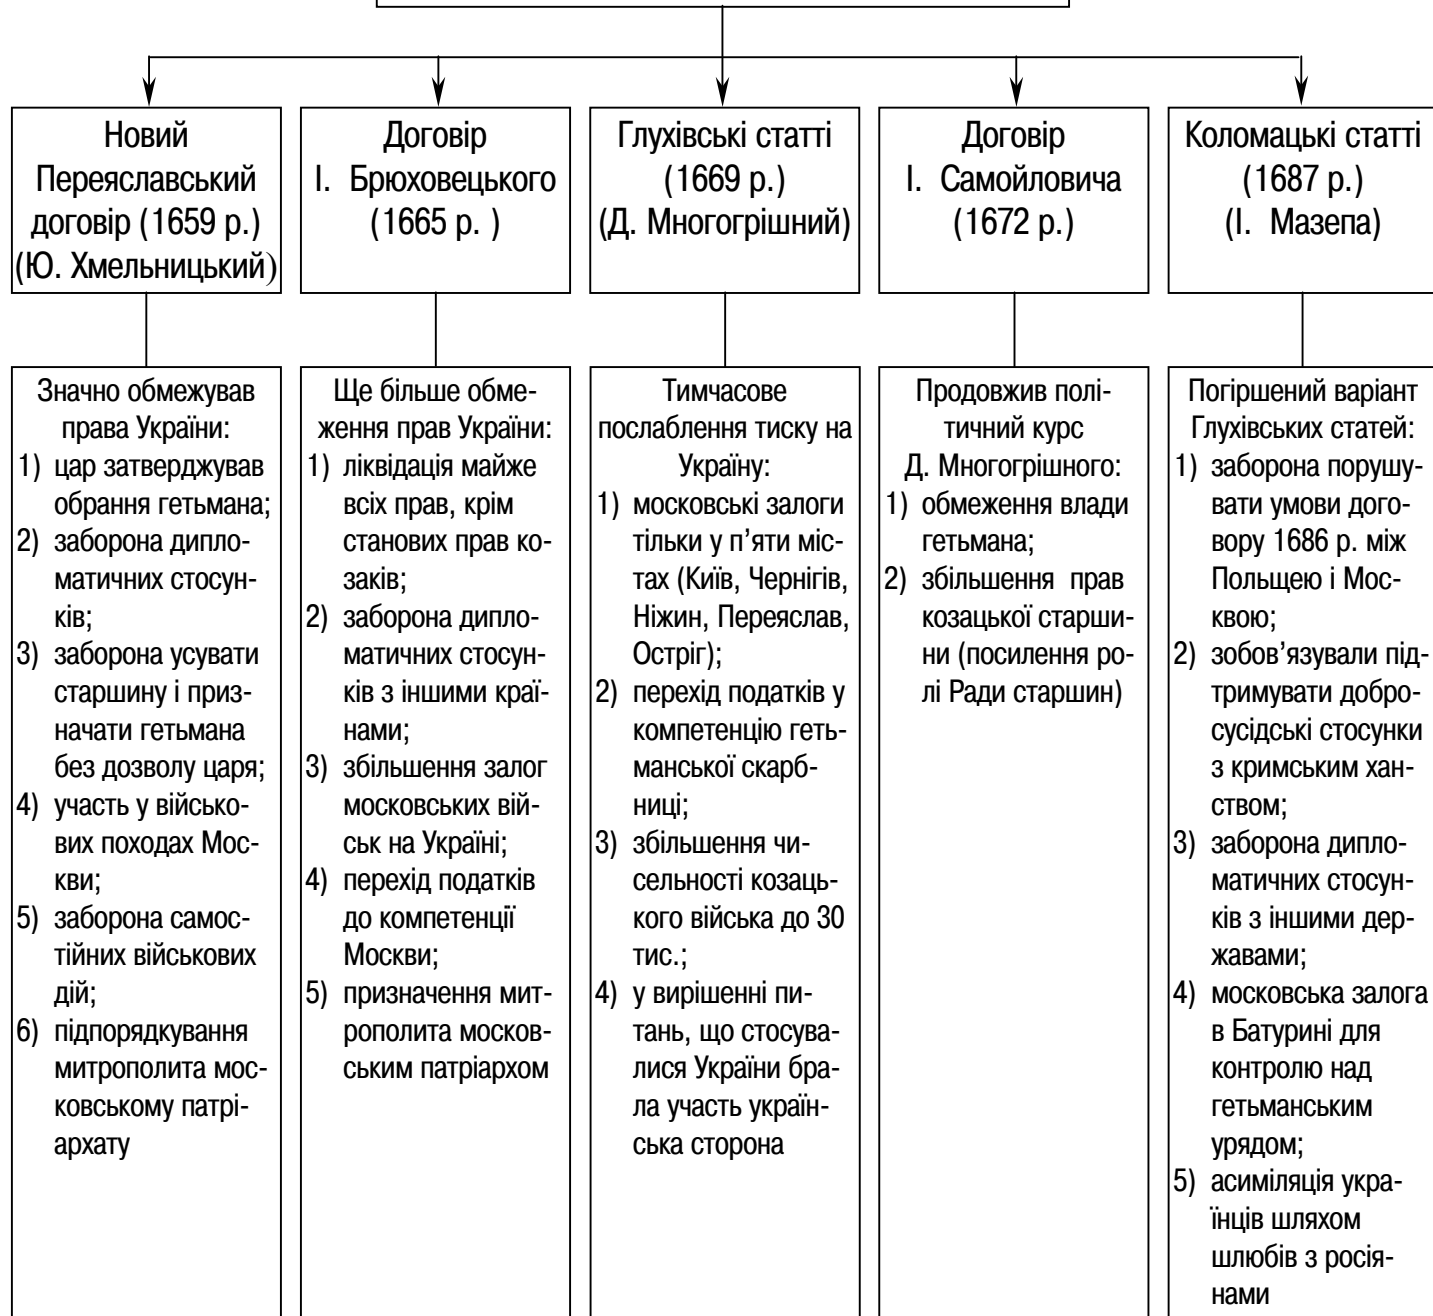 Новий
Переяславський
договір (1659 р.)
(Ю. Хмельницький)
Договір
І. Брюховецького
(1665 р. )
Глухівські статті
(1669 р.)
(Д. Многогрішний)
Договір
І. Самойловича
(1672 р.)
Коломацькі статті
(1687 р.)
(І. Мазепа)
Значно обмежував
права України:
1) цар затверджував
обрання гетьмана;
2) заборона дипло-
матичних стосун-
ків;
3) заборона усувати
старшину і приз-
начати гетьмана
без дозволу царя;
4) участь у військо-
вих походах Мос-
кви;
5) заборона самос-
тійних військових
дій;
6) підпорядкування
митрополита мос-
ковському патрі-
архату
Ще більше обме-
ження прав України:
1) ліквідація майже
всіх прав, крім
станових прав ко-
заків;
2) заборона дипло-
матичних стосун-
ків з іншими краї-
нами;
3) збільшення залог
московських вій-
ськ на Україні;
4) перехід податків
до компетенції
Москви;
5) призначення мит-
рополита москов-
ським патріархом
Тимчасове
послаблення тиску на
Україну:
1) московські залоги
тільки у п’яти міс-
тах (Київ, Чернігів,
Ніжин, Переяслав,
Остріг);
2) перехід податків у
компетенцію геть-
манської скарб-
ниці;
3) збільшення чи-
сельності козаць-
кого війська до 30
тис.;
4) у вирішенні пи-
тань, що стосува-
лися України бра-
ла участь україн-
ська сторона
Продовжив полі-
тичний курс
Д. Многогрішного:
1) обмеження влади
гетьмана;
2) збільшення прав
козацької старши-
ни (посилення ро-
лі Ради старшин)
Погіршений варіант
Глухівських статей:
1) заборона порушу-
вати умови дого-
вору 1686 р. між
Польщею і Мос-
квою;
2) зобов’язували під-
тримувати добро-
сусідські стосунки
з кримським хан-
ством;
3) заборона дипло-
матичних стосун-
ків з іншими дер-
жавами;
4) московська залога
в Батурині для
контролю над
гетьманським
урядом;
5) асиміляція укра-
їнців шляхом
шлюбів з росія-
нами